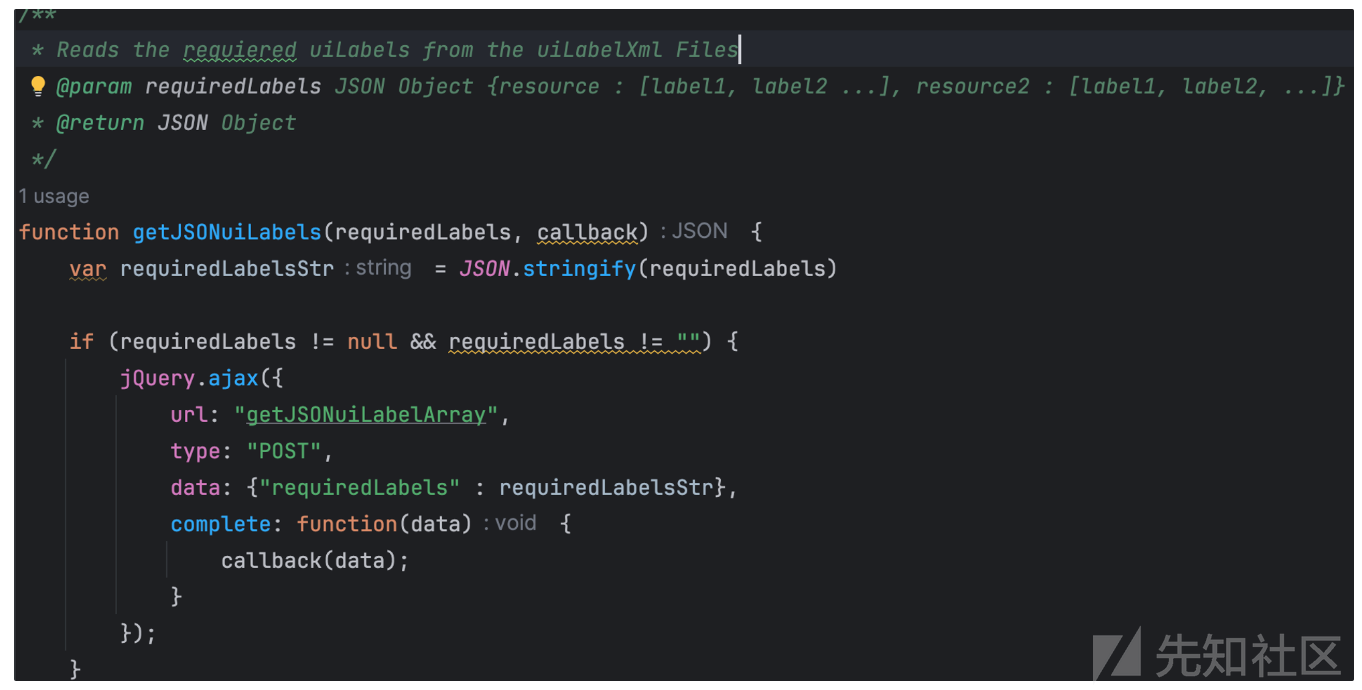 /**
* Reads the requiered uiLabels from the uiLabelXml Files
* @param requiredLabels JSON Object {resource : [label1, label2 ...], resource2 : [label1, label2, ...]}
* @return JSON Object
*/
1 usage
function getJSONuiLabels(requiredLabels, callback) : JSON {
var requiredLabelsStr : string = JSON.stringify(requiredLabels)
if (requiredLabels != null && requiredLabels != "") {
jQuery.ajax({
url: "getJSONuiLabelArray",
type: "POST",
data: {"requiredLabels" : requiredLabelsStr},
complete: function(data) : void {
callback(data);
}
});
}
先知社区